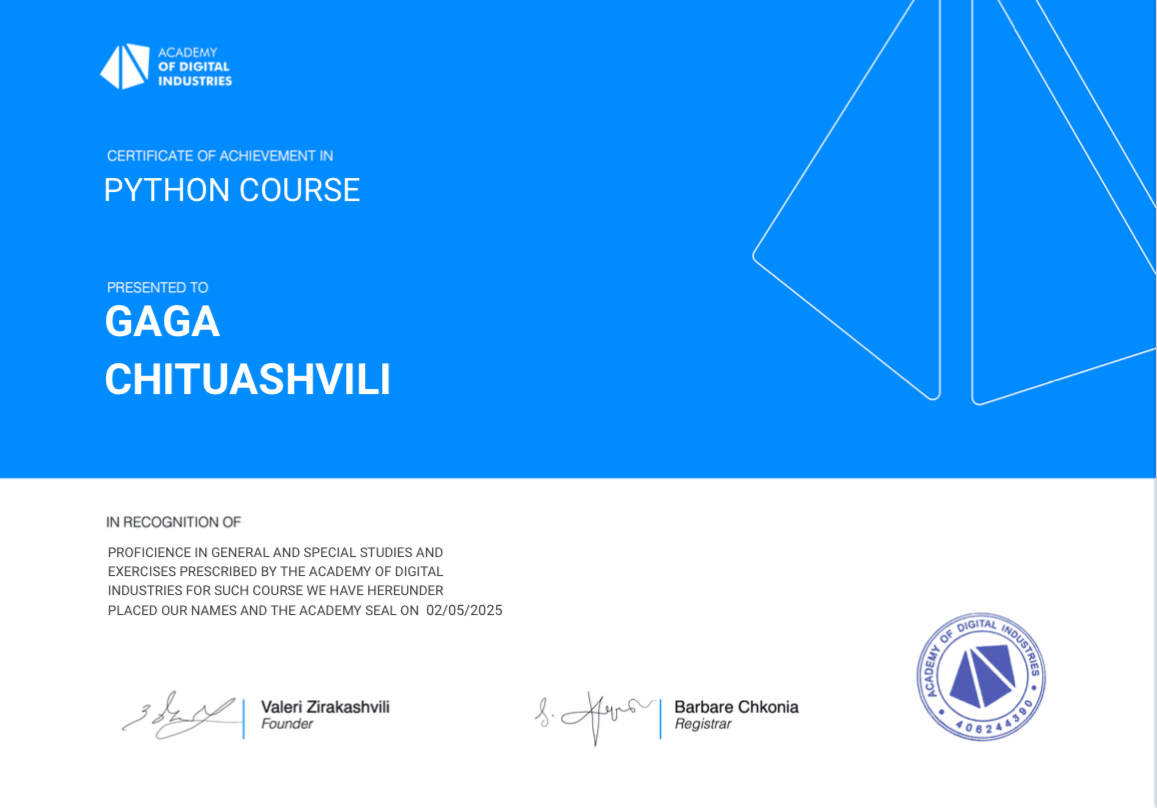 ACADEMY
OF DIGITAL
INDUSTRIES
CERTIFICATE OF ACHIEVEMENT IN
PYTHON COURSE
PRESENTED TO
GAGA
CHITUASHVILI
IN RECOGNITION OF
PROFICIENCE IN GENERAL AND SPECIAL STUDIES AND
EXERCISES PRESCRIBED BY THE ACADEMY OF DIGITAL
INDUSTRIES FOR SUCH COURSE WE HAVE HEREUNDER
PLACED OUR NAMES AND THE ACADEMY SEAL ON 02/05/2025
Valeri Zirakashvili
Founder
Barbare Chkonia
Registrar
ACADEMY OF DIGITAL INDUSTRIES
406244390